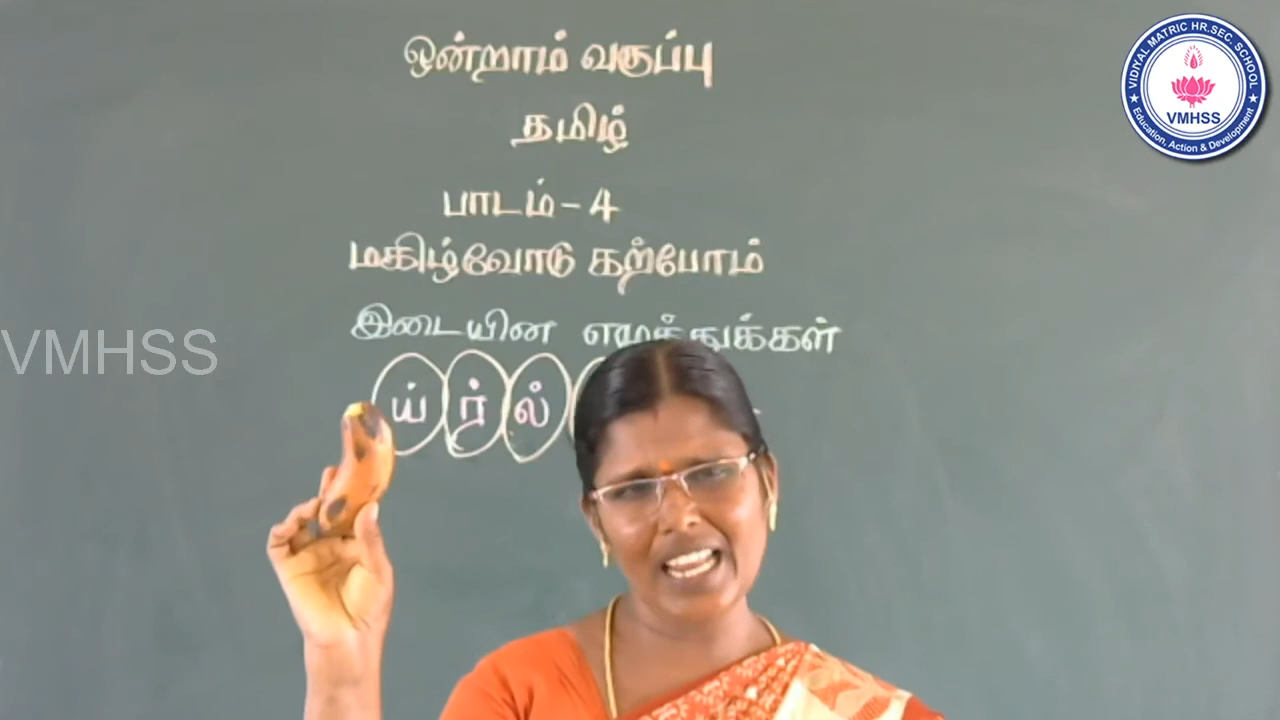 ஒன்றாம் வகுப்பு
தமிழ்
பாடம் - 4
மகிழ்வோடு கற்போம்
இடையின எழுத்துக்கள்
ய் ர் ல்
VIDIYAL MATRIC HR.SEC. SCHOOL
VMHSS
Education, Action & Development
VMHSS